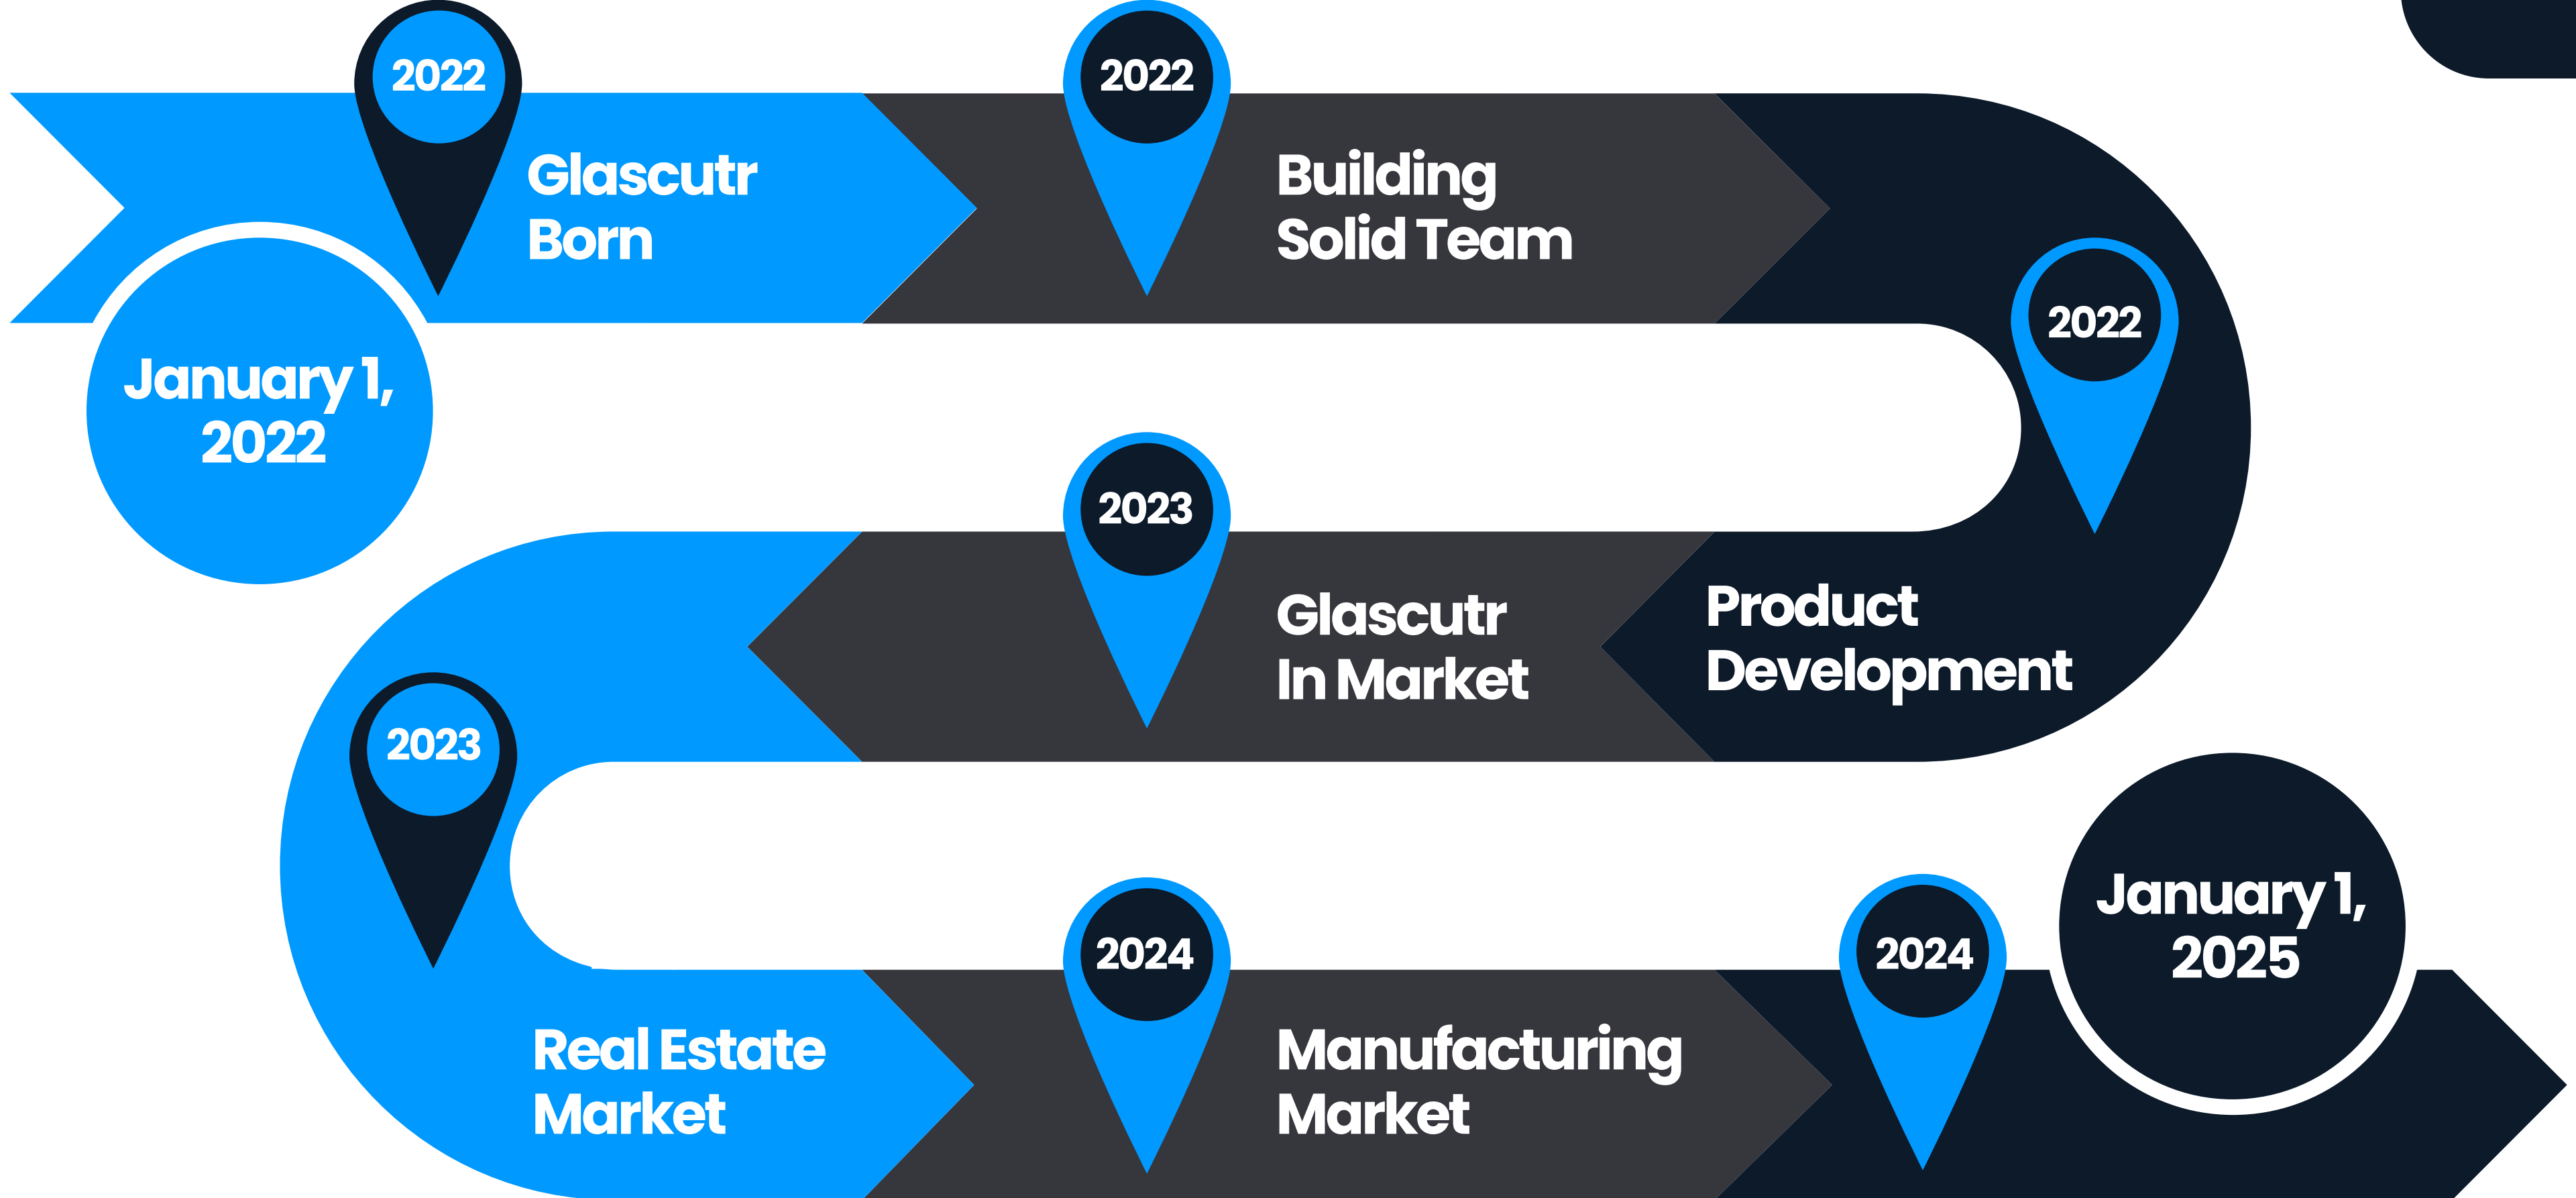 2022
Glascutr
Born
January 1,
2022
2022
Building
Solid Team
2022
Product
Development
2023
Glascutr
In Market
2023
Real Estate
Market
2024
Manufacturing
Market
2024
January 1,
2025